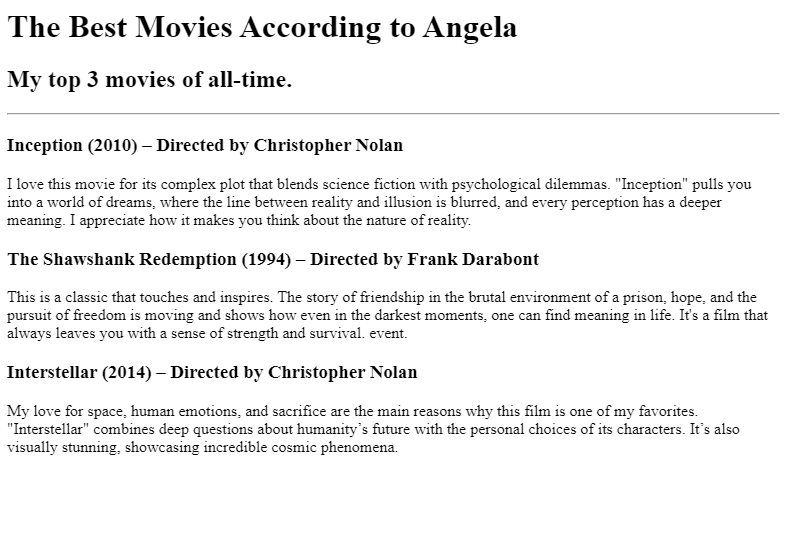 The Best Movies According to Angela
My top 3 movies of all-time.
Inception (2010) – Directed by Christopher Nolan
I love this movie for its complex plot that blends science fiction with psychological dilemmas. "Inception" pulls you
into a world of dreams, where the line between reality and illusion is blurred, and every perception has a deeper
meaning. I appreciate how it makes you think about the nature of reality.
The Shawshank Redemption (1994) – Directed by Frank Darabont
This is a classic that touches and inspires. The story of friendship in the brutal environment of a prison, hope, and the
pursuit of freedom is moving and shows how even in the darkest moments, one can find meaning in life. It's a film that
always leaves you with a sense of strength and survival. event.
Interstellar (2014) – Directed by Christopher Nolan
My love for space, human emotions, and sacrifice are the main reasons why this film is one of my favorites.
"Interstellar" combines deep questions about humanity’s future with the personal choices of its characters. It’s also
visually stunning, showcasing incredible cosmic phenomena.